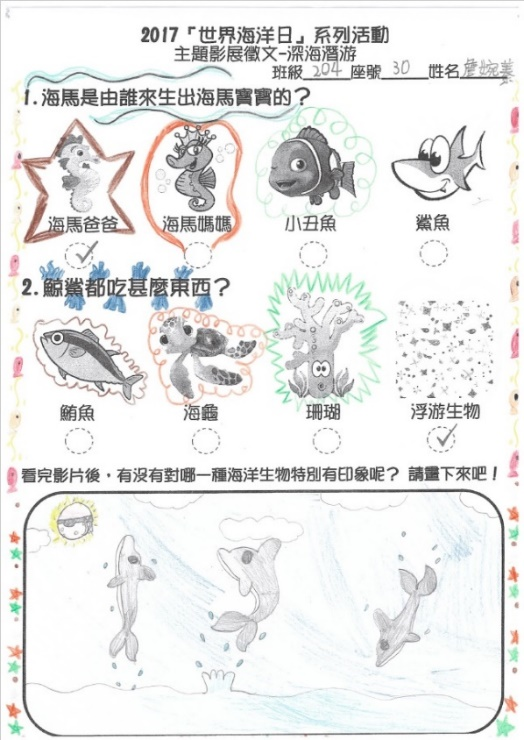 2017「世界海洋日」系列活動
主題影展徵文-深海潛游
班級 204 座號 30 姓名 詹婉蓁
1.海馬是由誰來生出海馬寶寶的？
海馬爸爸 海馬媽媽 小丑魚 鯊魚
2.鯨鯊都吃甚麼東西？
鮪魚 海龜 珊瑚 浮游生物
看完影片後，有沒有對哪一種海洋生物特別有印象呢？ 請畫下來吧！